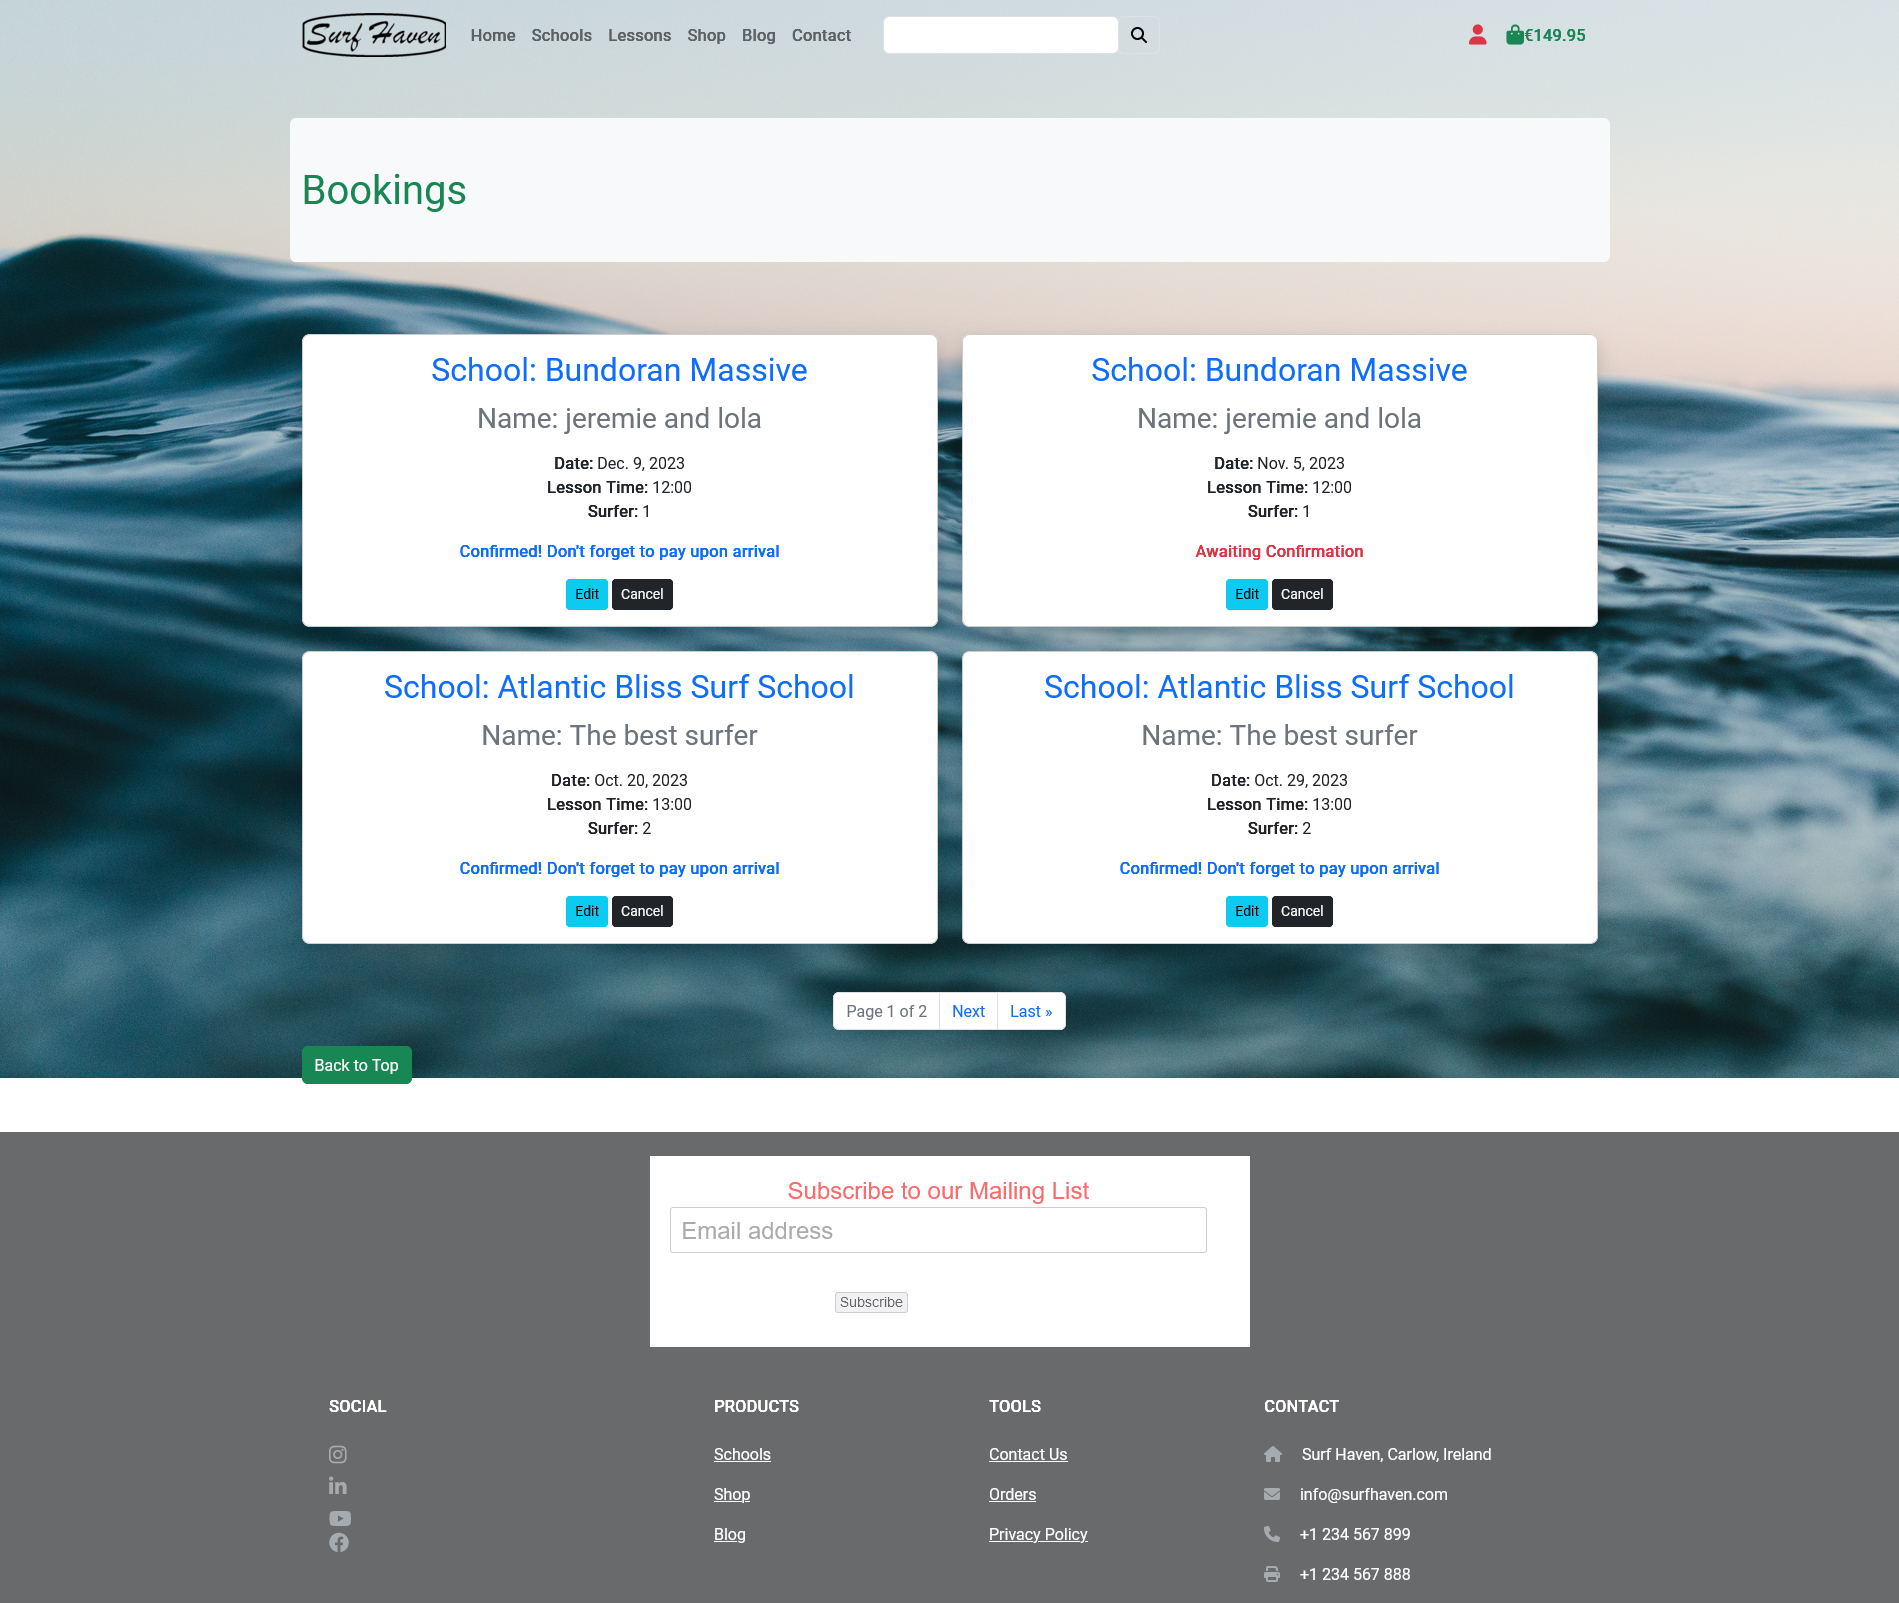 Surf Haven
Home Schools Lessons Shop Blog Contact
€149.95
Bookings
School: Bundoran Massive
Name: jeremie and lola
Date: Dec. 9, 2023
Lesson Time: 12:00
Surfer: 1
Confirmed! Don't forget to pay upon arrival
Edit Cancel
School: Bundoran Massive
Name: jeremie and lola
Date: Nov. 5, 2023
Lesson Time: 12:00
Surfer: 1
Awaiting Confirmation
Edit Cancel
School: Atlantic Bliss Surf School
Name: The best surfer
Date: Oct. 20, 2023
Lesson Time: 13:00
Surfer: 2
Confirmed! Don't forget to pay upon arrival
Edit Cancel
School: Atlantic Bliss Surf School
Name: The best surfer
Date: Oct. 29, 2023
Lesson Time: 13:00
Surfer: 2
Confirmed! Don't forget to pay upon arrival
Edit Cancel
Page 1 of 2 Next Last »
Back to Top
Subscribe to our Mailing List
Email address
Subscribe
SOCIAL
PRODUCTS
Schools
Shop
Blog
TOOLS
Contact Us
Orders
Privacy Policy
CONTACT
Surf Haven, Carlow, Ireland
info@surfhaven.com
+1 234 567 899
+1 234 567 888